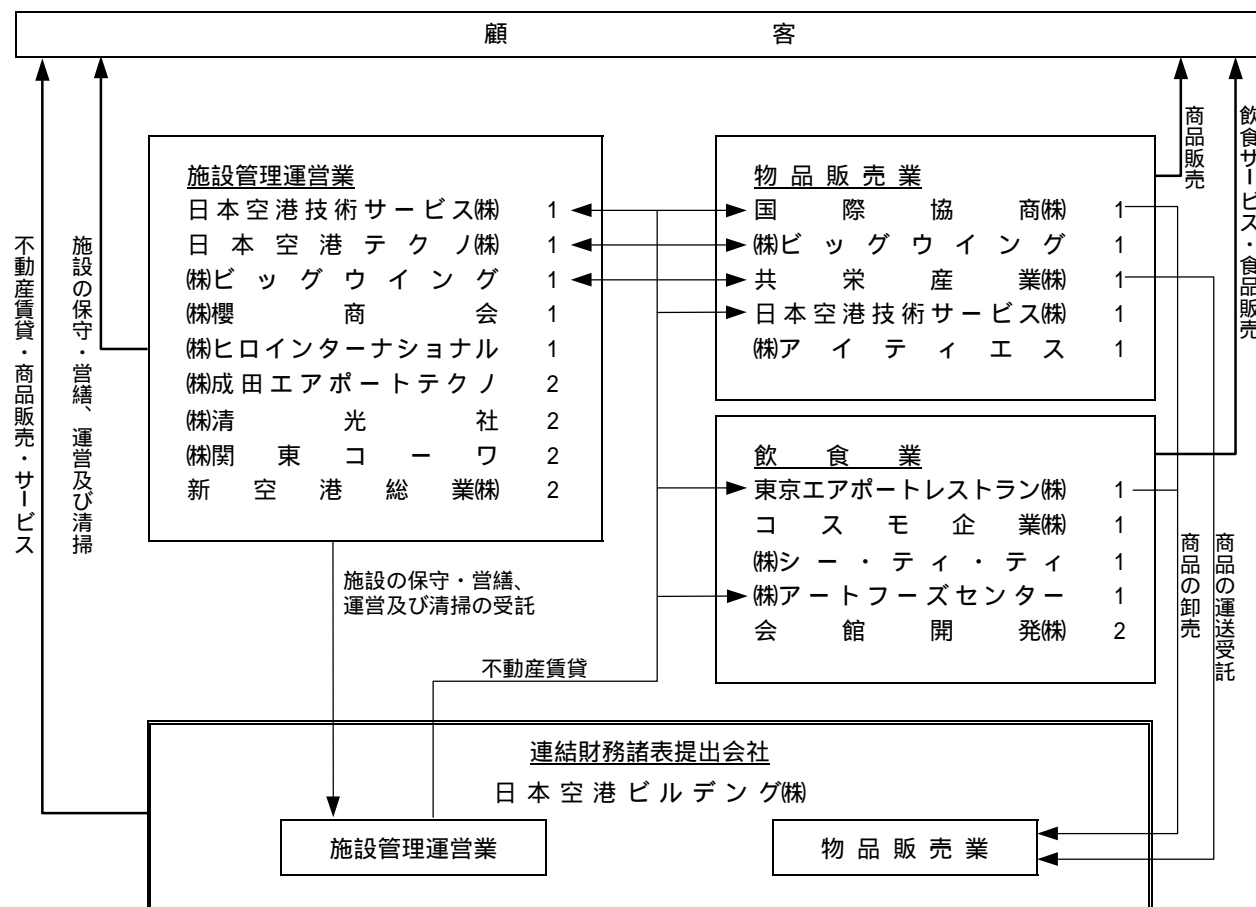 顧 客
商品販売
飲食サービス・食品販売
不動産賃貸・商品販売・サービス
施設の保守・営繕、運営及び清掃
施設管理運営業
日本空港技術サービス㈱ 1
日本空港テクノ㈱ 1
㈱ビッグウイング 1
㈱櫻商会 1
㈱ヒロインターナショナル 1
㈱成田エアポートテクノ 2
㈱清光社 2
㈱関東コーワ 2
新空港総業㈱ 2
物品販売業
国際協商㈱ 1
㈱ビッグウイング 1
共栄産業㈱ 1
日本空港技術サービス㈱ 1
㈱アイティエス 1
飲食業
東京エアポートレストラン㈱ 1
コスモ企業㈱ 1
㈱シー・ティ・ティ 1
㈱アートフーズセンター 1
会館開発㈱ 2
商品の卸売
商品の運送受託
施設の保守・営繕、
運営及び清掃の受託
不動産賃貸
連結財務諸表提出会社
日本空港ビルデング㈱
施設管理運営業
物品販売業